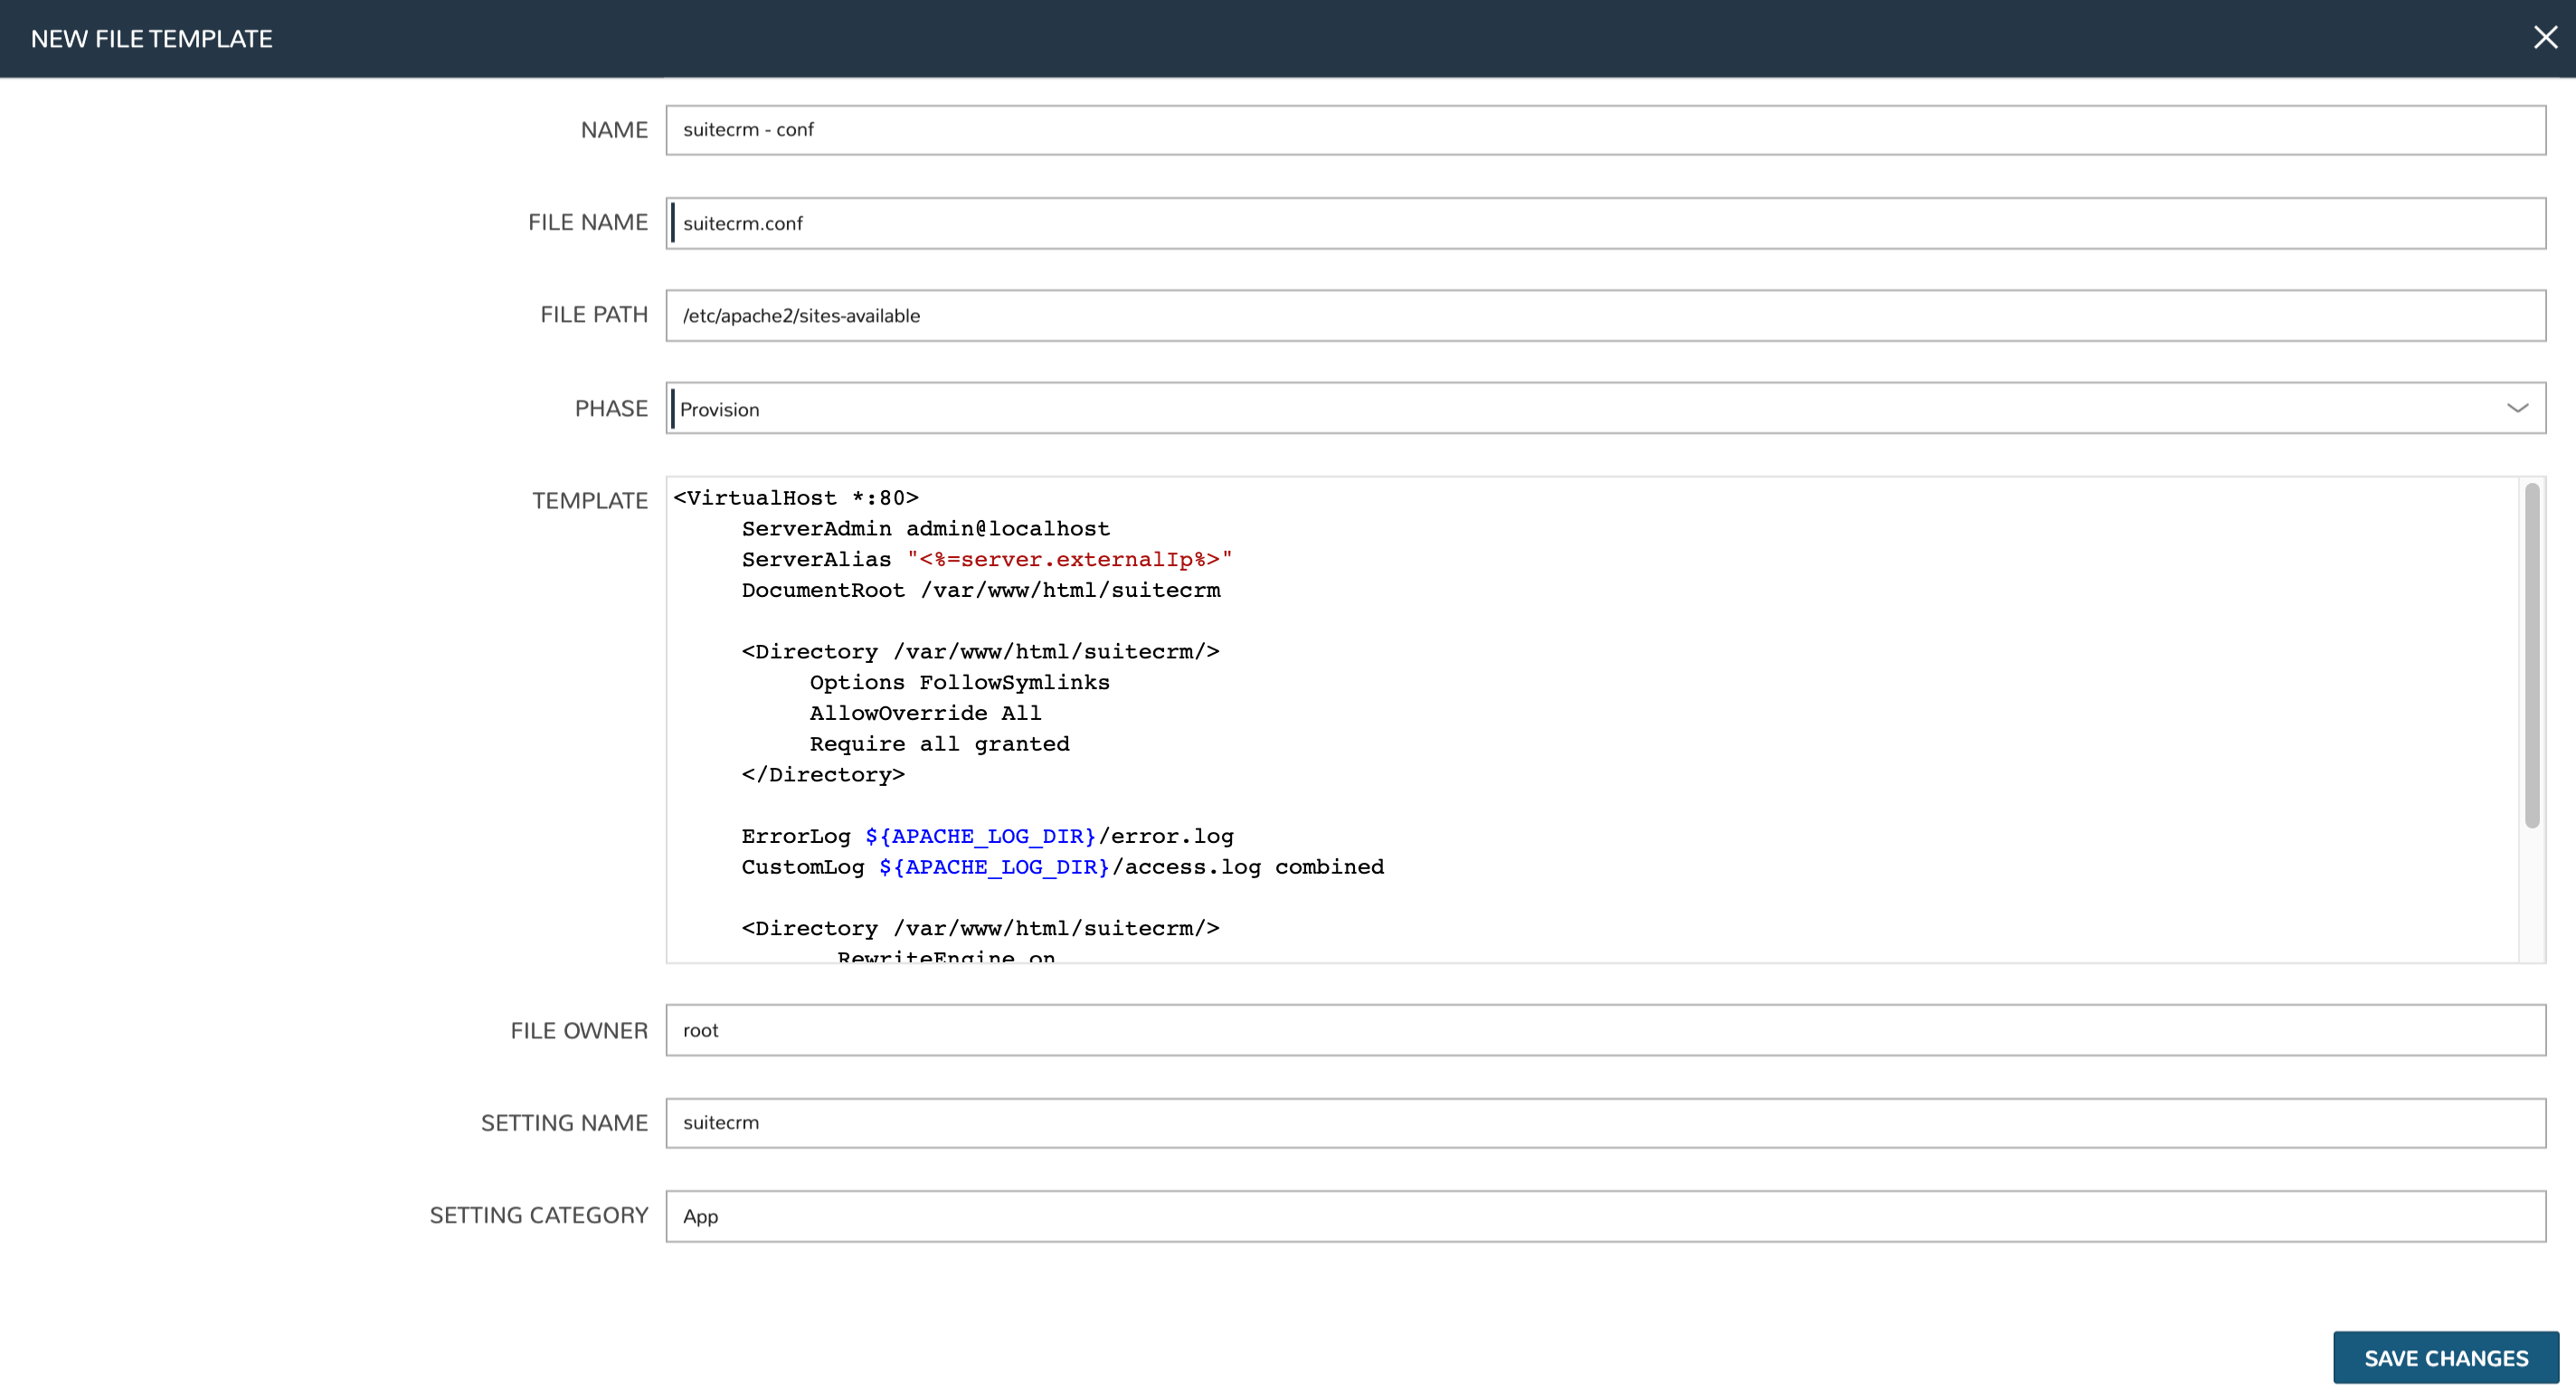 NEW FILE TEMPLATE
NAME
suitecrm - conf
FILE NAME
suitecrm.conf
FILE PATH
/etc/apache2/sites-available
PHASE
Provision
TEMPLATE
<VirtualHost *:80>
ServerAdmin admin@localhost
ServerAlias "<%=server.externalIp%>"
DocumentRoot /var/www/html/suitecrm
<Directory /var/www/html/suitecrm/>
Options FollowSymlinks
AllowOverride All
Require all granted
</Directory>
ErrorLog ${APACHE_LOG_DIR}/error.log
CustomLog ${APACHE_LOG_DIR}/access.log combined
<Directory /var/www/html/suitecrm/>
RewriteEngine on
FILE OWNER
root
SETTING NAME
suitecrm
SETTING CATEGORY
App
SAVE CHANGES